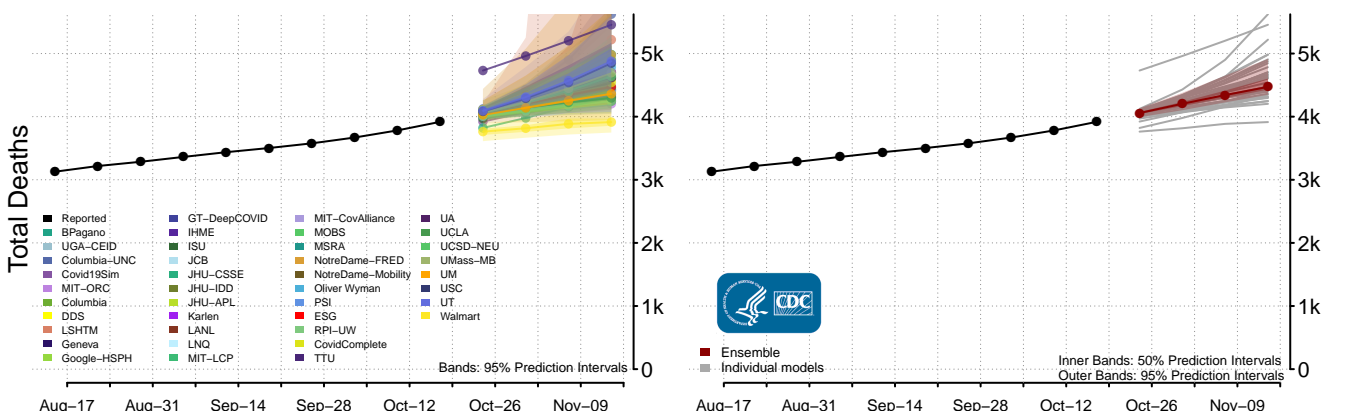 Total Deaths
5k
4k
3k
2k
1k
0
Reported
BPagano
UGA−CEID
Columbia−UNC
Covid19Sim
MIT−ORC
Columbia
DDS
LSHTM
Geneva
Google−HSPH
GT−DeepCOVID
IHME
ISU
JCB
JHU−CSSE
JHU−IDD
JHU−APL
Karlen
LANL
LNQ
MIT−LCP
MIT−CovAlliance
MOBS
MSRA
NotreDame−FRED
NotreDame−Mobility
Oliver Wyman
PSI
ESG
RPI−UW
CovidComplete
TTU
UA
UCLA
UCSD−NEU
UMass−MB
UM
USC
UT
Walmart
Bands: 95% Prediction Intervals
Aug−17 Aug−31 Sep−14 Sep−28 Oct−12 Oct−26 Nov−09
5k
4k
3k
2k
1k
0
CDC
Ensemble
Individual models
Inner Bands: 50% Prediction Intervals
Outer Bands: 95% Prediction Intervals
Aug−17 Aug−31 Sep−14 Sep−28 Oct−12 Oct−26 Nov−09